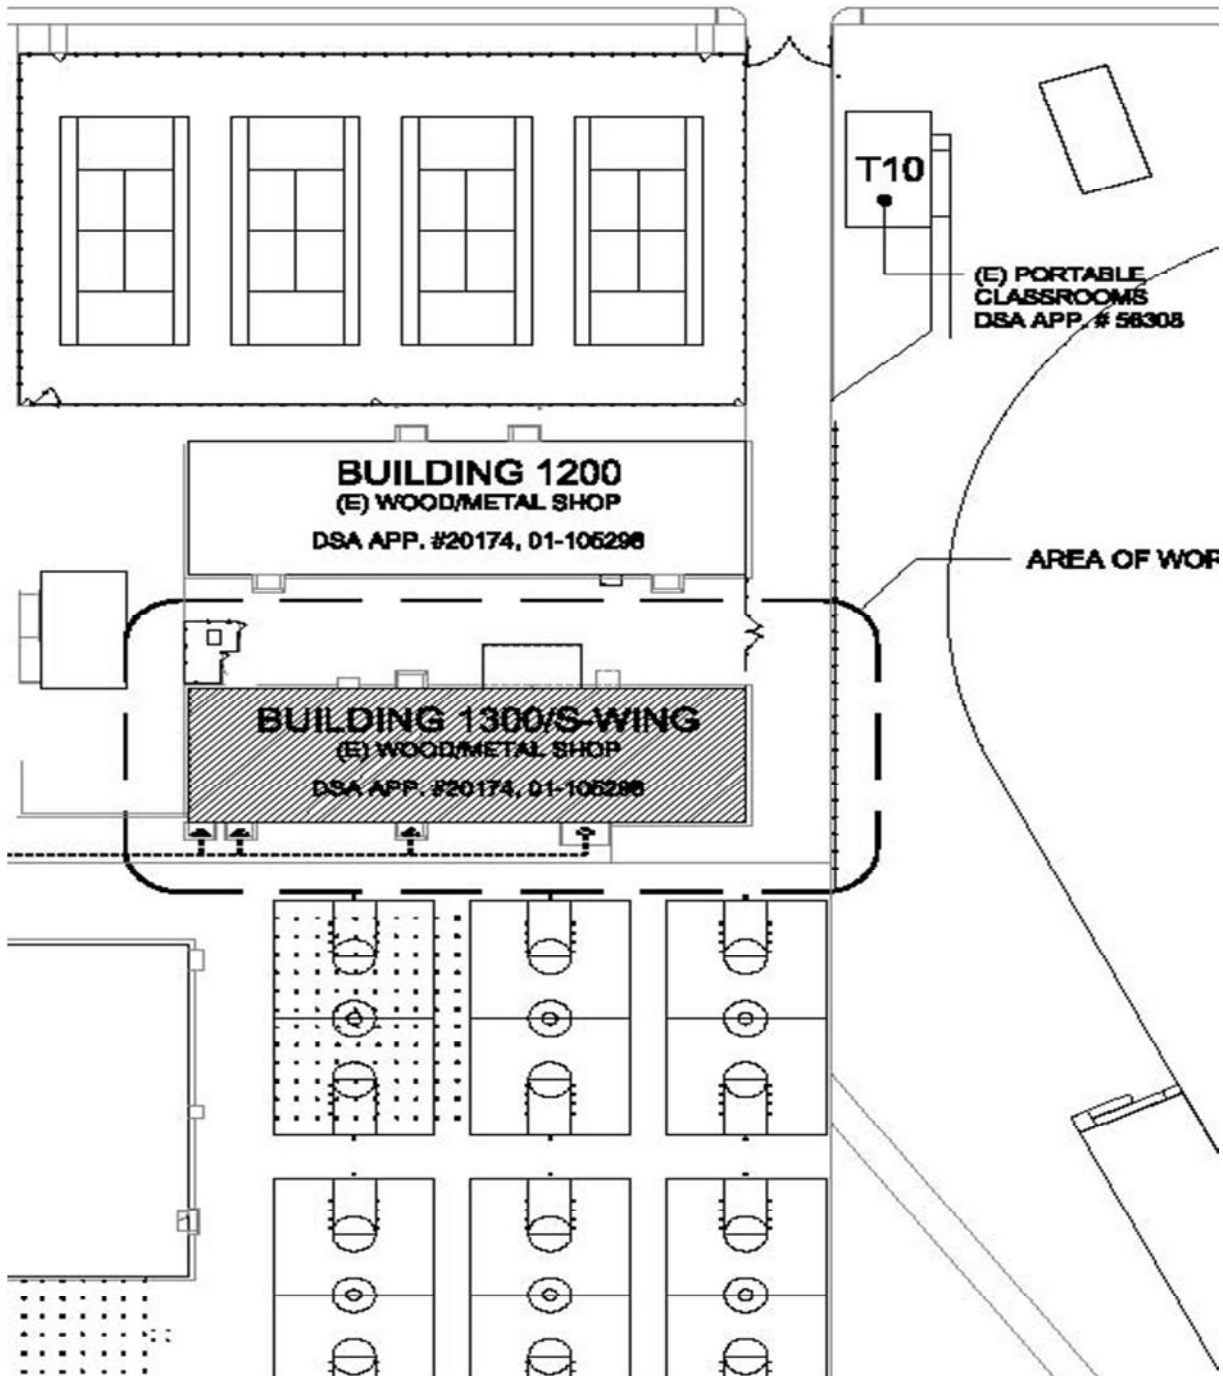 T10
(E) PORTABLE
CLASSROOMS
DSA APP. # 56308
BUILDING 1200
(E) WOOD/METAL SHOP
DSA APP. #20174, 01-105298
AREA OF WOR
BUILDING 1300/S-WING
(E) WOOD/METAL SHOP
DSA APP. #20174, 01-105298